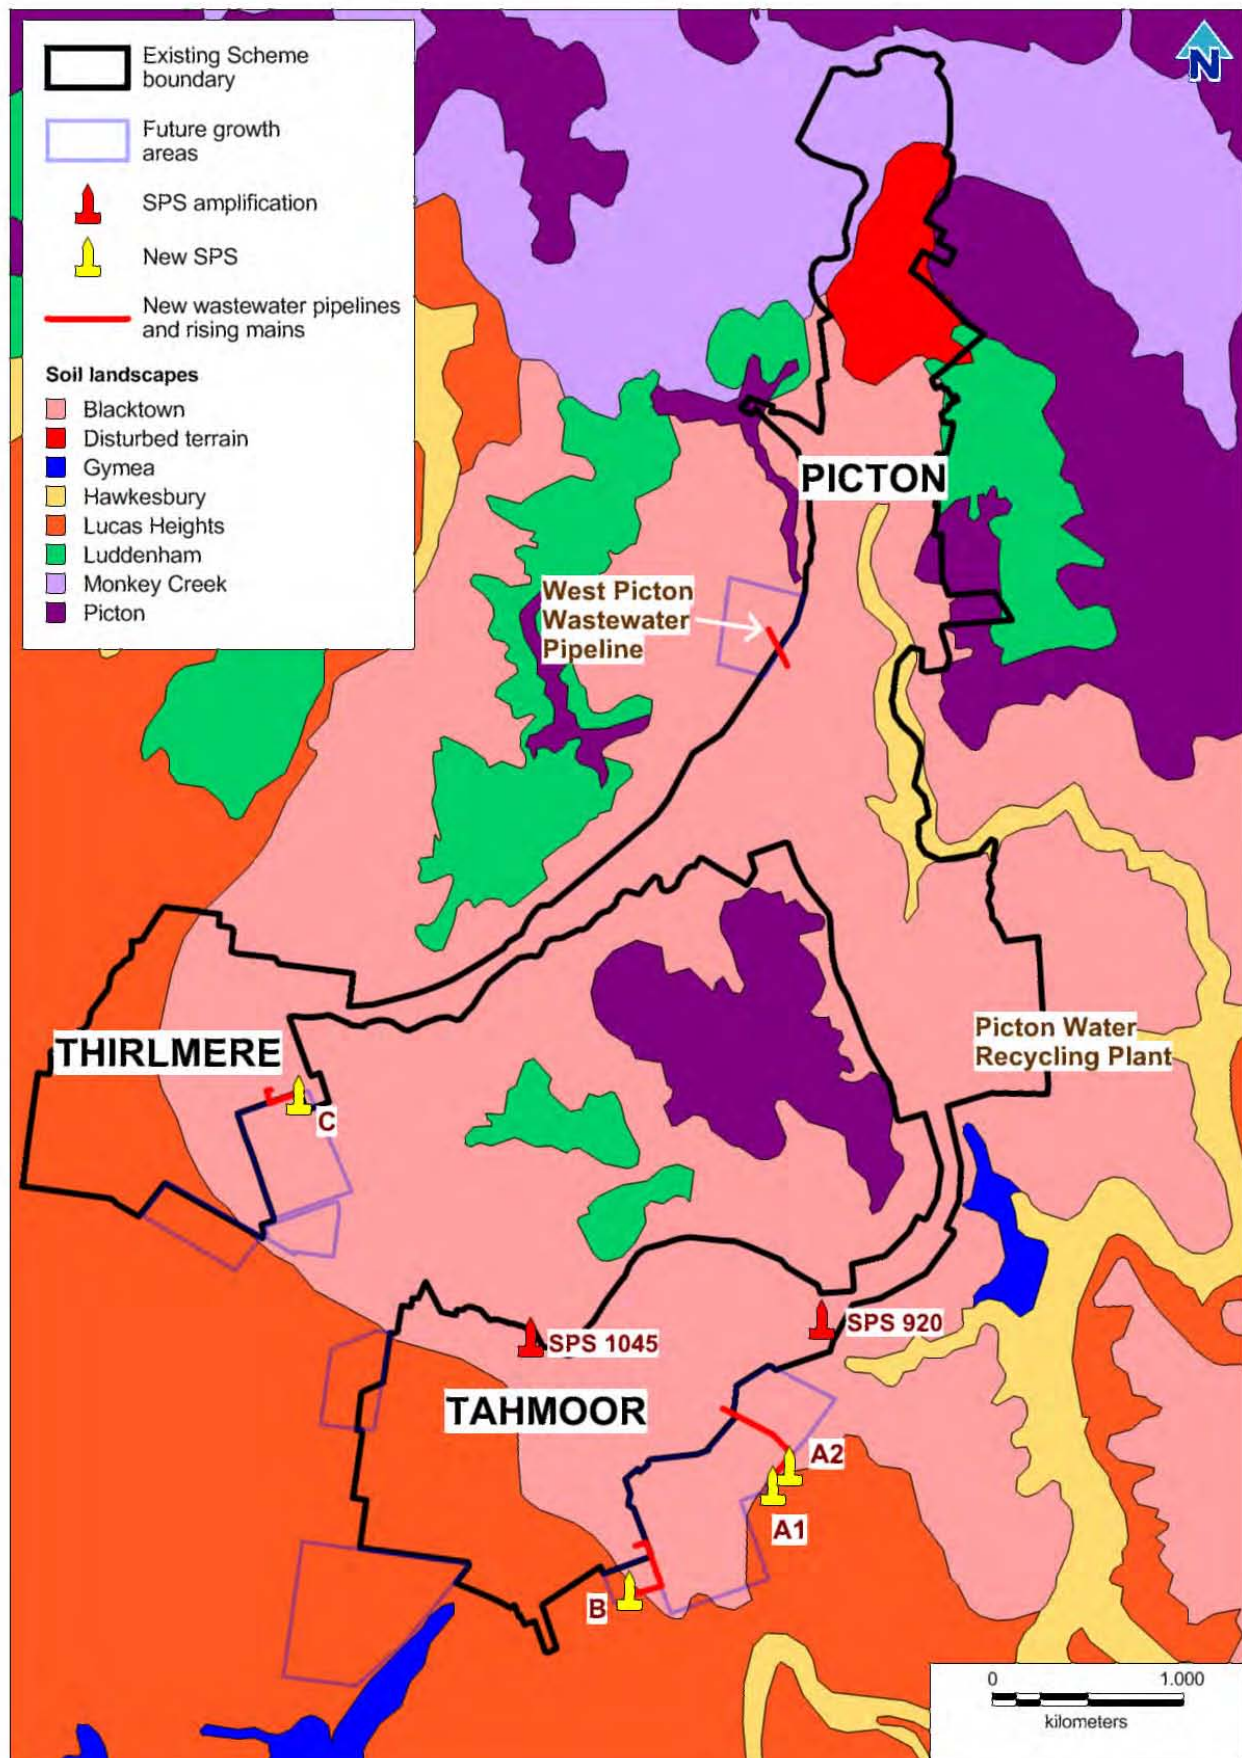 Existing Scheme
boundary
Future growth
areas
SPS amplification
New SPS
New wastewater pipelines
and rising mains
Soil landscapes
Blacktown
Disturbed terrain
Gymea
Hawkesbury
Lucas Heights
Luddenham
Monkey Creek
Picton
N
PICTON
West Picton
Wastewater
Pipeline
THIRLMERE
Picton Water
Recycling Plant
C
SPS 920
SPS 1045
TAHMOOR
A2
A1
B
0 1.000
kilometers